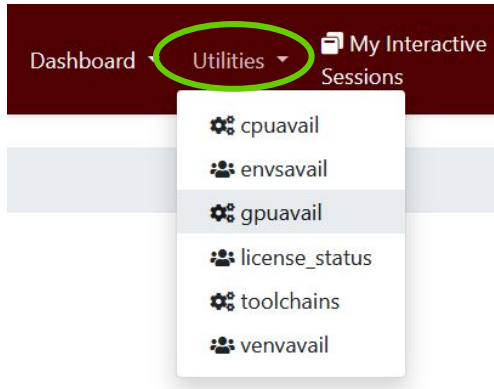 Dashboard
Utilities
My Interactive
Sessions
cpuavail
envsavail
gpuavail
license_status
toolchains
venvavail